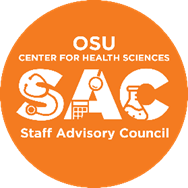 OSU
CENTER FOR HEALTH SCIENCES
SAC
Staff Advisory Council